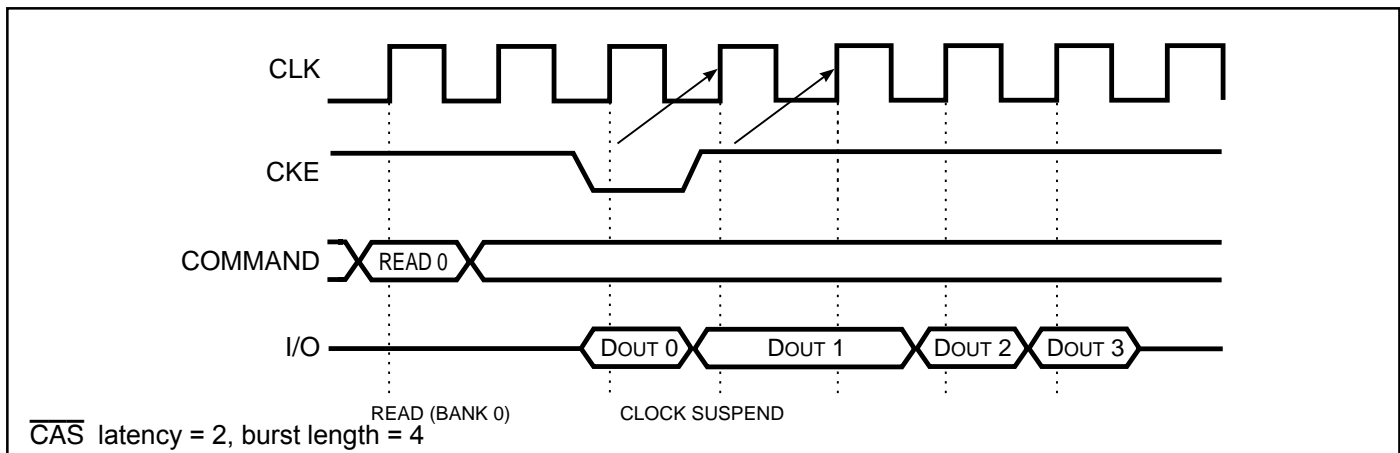 CLK
CKE
COMMAND
READ 0
I/O
DOUT 0
DOUT 1
DOUT 2
DOUT 3
READ (BANK 0)
CLOCK SUSPEND
CAS latency = 2, burst length = 4